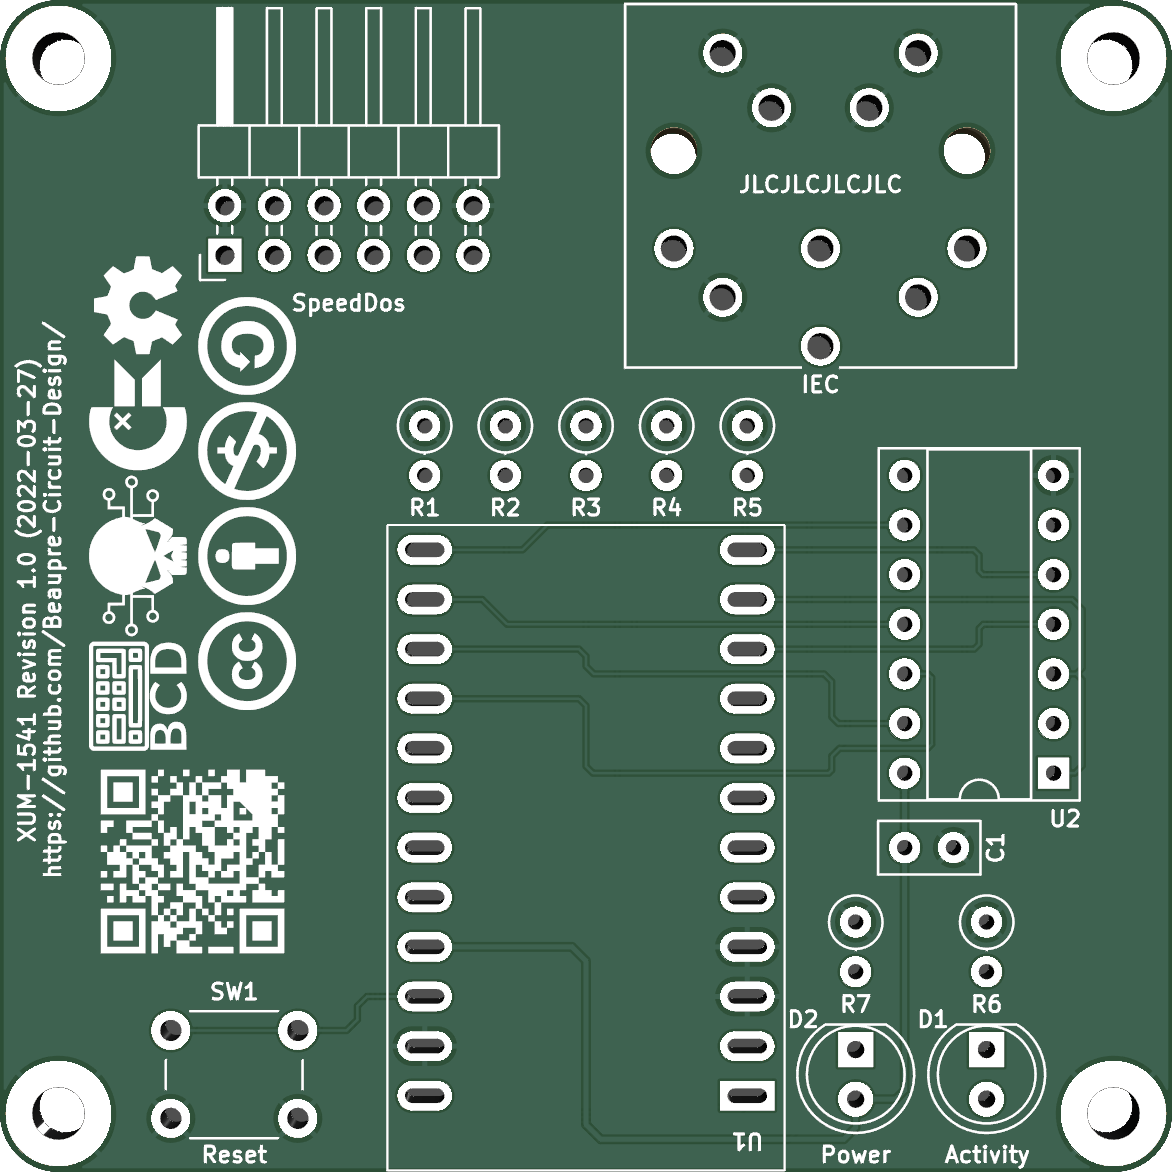 JLCJLCJLCJLC
SpeedDos
IEC
XUM-1541 Revision 1.0 (2022-03-27)
https://github.com/Beaupre-Circuit-Design/
R1 R2 R3 R4 R5
BCD
U2
C1
SW1
R7 R6
D2 D1
U1
Reset
Power
Activity
C
$
cc